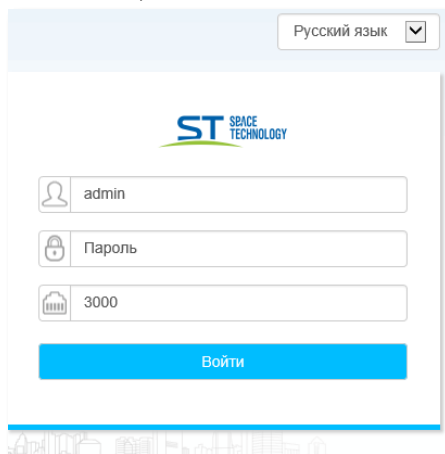 Русский язык
ST SPACE
TECHNOLOGY
admin
Пароль
3000
Войти